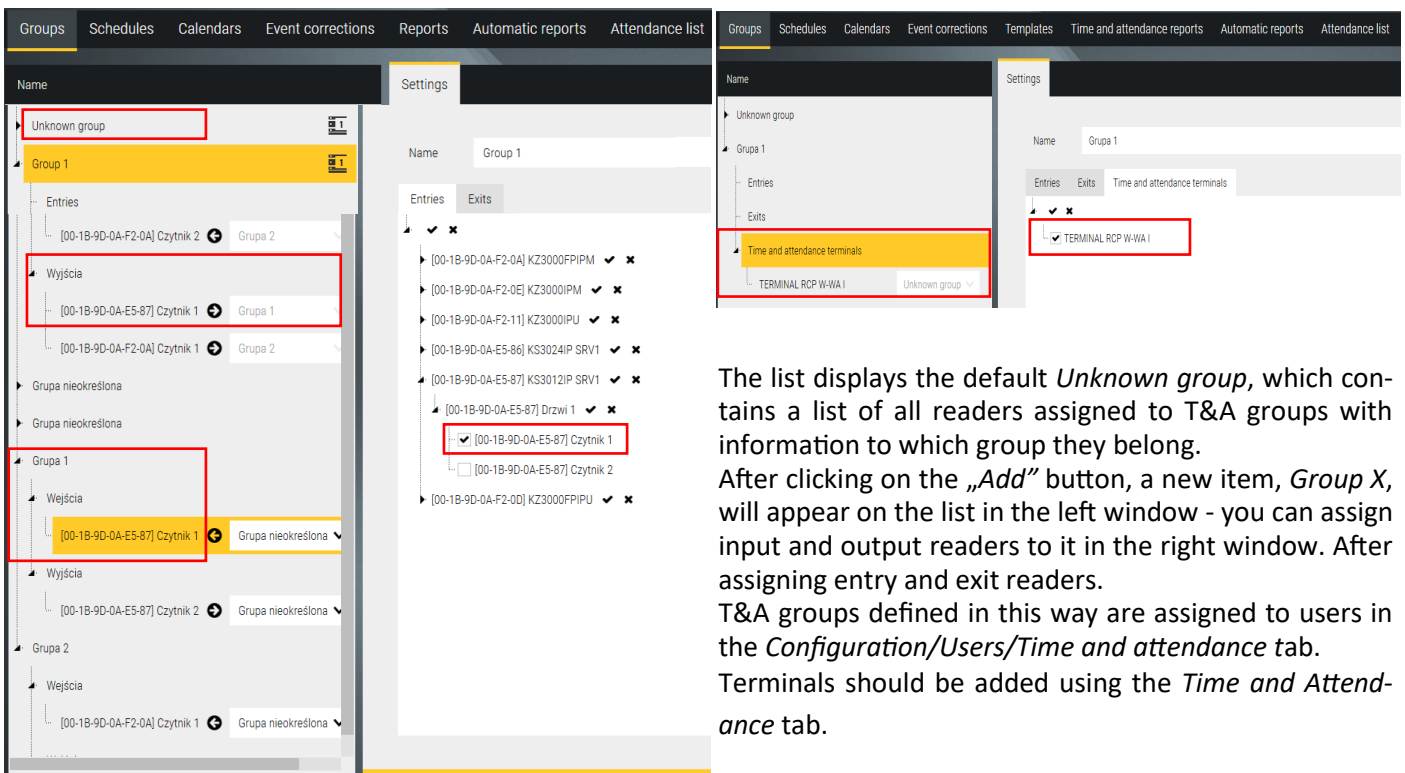 Groups Schedules Calendars Event corrections Reports Automatic reports Attendance list
Name
Settings
Unknown group 1
Group 1 1
Entries
[00-1B-9D-0A-F2-0A] Czytnik 2 Grupa 2
Wyjścia
[00-1B-9D-0A-E5-87] Czytnik 1 Grupa 1
[00-1B-9D-0A-F2-0A] Czytnik 1 Grupa 2
Grupa nieokreślona
Grupa nieokreślona
Grupa 1
Wejścia
[00-1B-9D-0A-E5-87] Czytnik 1 Grupa nieokreślona
Wyjścia
[00-1B-9D-0A-E5-87] Czytnik 2 Grupa nieokreślona
Grupa 2
Wejścia
[00-1B-9D-0A-F2-0A] Czytnik 1 Grupa nieokreślona
Name Group 1
Entries Exits
[00-1B-9D-0A-F2-0A] KZ3000FPIPM
[00-1B-9D-0A-F2-0E] KZ3000IPM
[00-1B-9D-0A-F2-11] KZ3000IPU
[00-1B-9D-0A-E5-86] KS3024IP SRV1
[00-1B-9D-0A-E5-87] KS3012IP SRV1
[00-1B-9D-0A-E5-87] Drzwi 1
[00-1B-9D-0A-E5-87] Czytnik 1
[00-1B-9D-0A-E5-87] Czytnik 2
[00-1B-9D-0A-F2-0D] KZ3000FPIPU
Groups Schedules Calendars Event corrections Templates Time and attendance reports Automatic reports Attendance list
Name
Settings
Unknown group
Grupa 1
Entries
Exits
Time and attendance terminals
TERMINAL RCP W-WA I Unknown group
Name Grupa 1
Entries Exits Time and attendance terminals
TERMINAL RCP W-WA I
The list displays the default Unknown group, which con-
tains a list of all readers assigned to T&A groups with
information to which group they belong.
After clicking on the „Add” button, a new item, Group X,
will appear on the list in the left window - you can assign
input and output readers to it in the right window. After
assigning entry and exit readers.
T&A groups defined in this way are assigned to users in
the Configuration/Users/Time and attendance tab.
Terminals should be added using the Time and Attend-
ance tab.